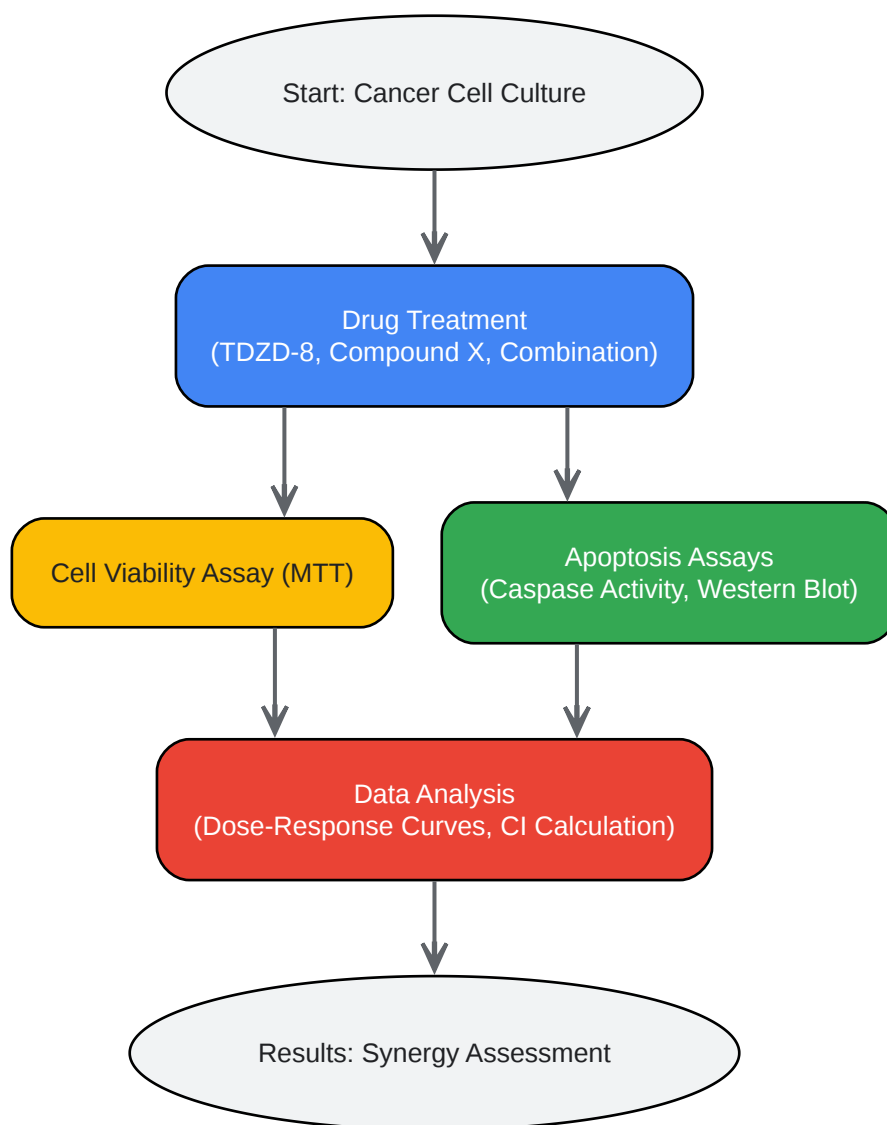 Start: Cancer Cell Culture
Drug Treatment
(TDZD-8, Compound X, Combination)
Cell Viability Assay (MTT)
Apoptosis Assays
(Caspase Activity, Western Blot)
Data Analysis
(Dose-Response Curves, CI Calculation)
Results: Synergy Assessment